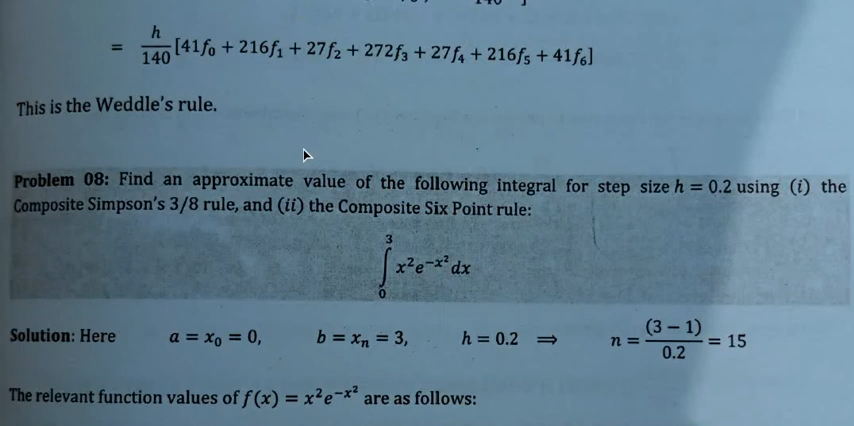 140
= h/140 [41f₀ + 216f₁ + 27f₂ + 272f₃ + 27f₄ + 216f₅ + 41f₆]
This is the Weddle's rule.
Problem 08: Find an approximate value of the following integral for step size h = 0.2 using (i) the
Composite Simpson's 3/8 rule, and (ii) the Composite Six Point rule:
∫₀³ x²e^(-x²) dx
Solution: Here a = x₀ = 0, b = xₙ = 3, h = 0.2 ⟹ n = (3 − 1)/0.2 = 15
The relevant function values of f(x) = x²e^(-x²) are as follows: